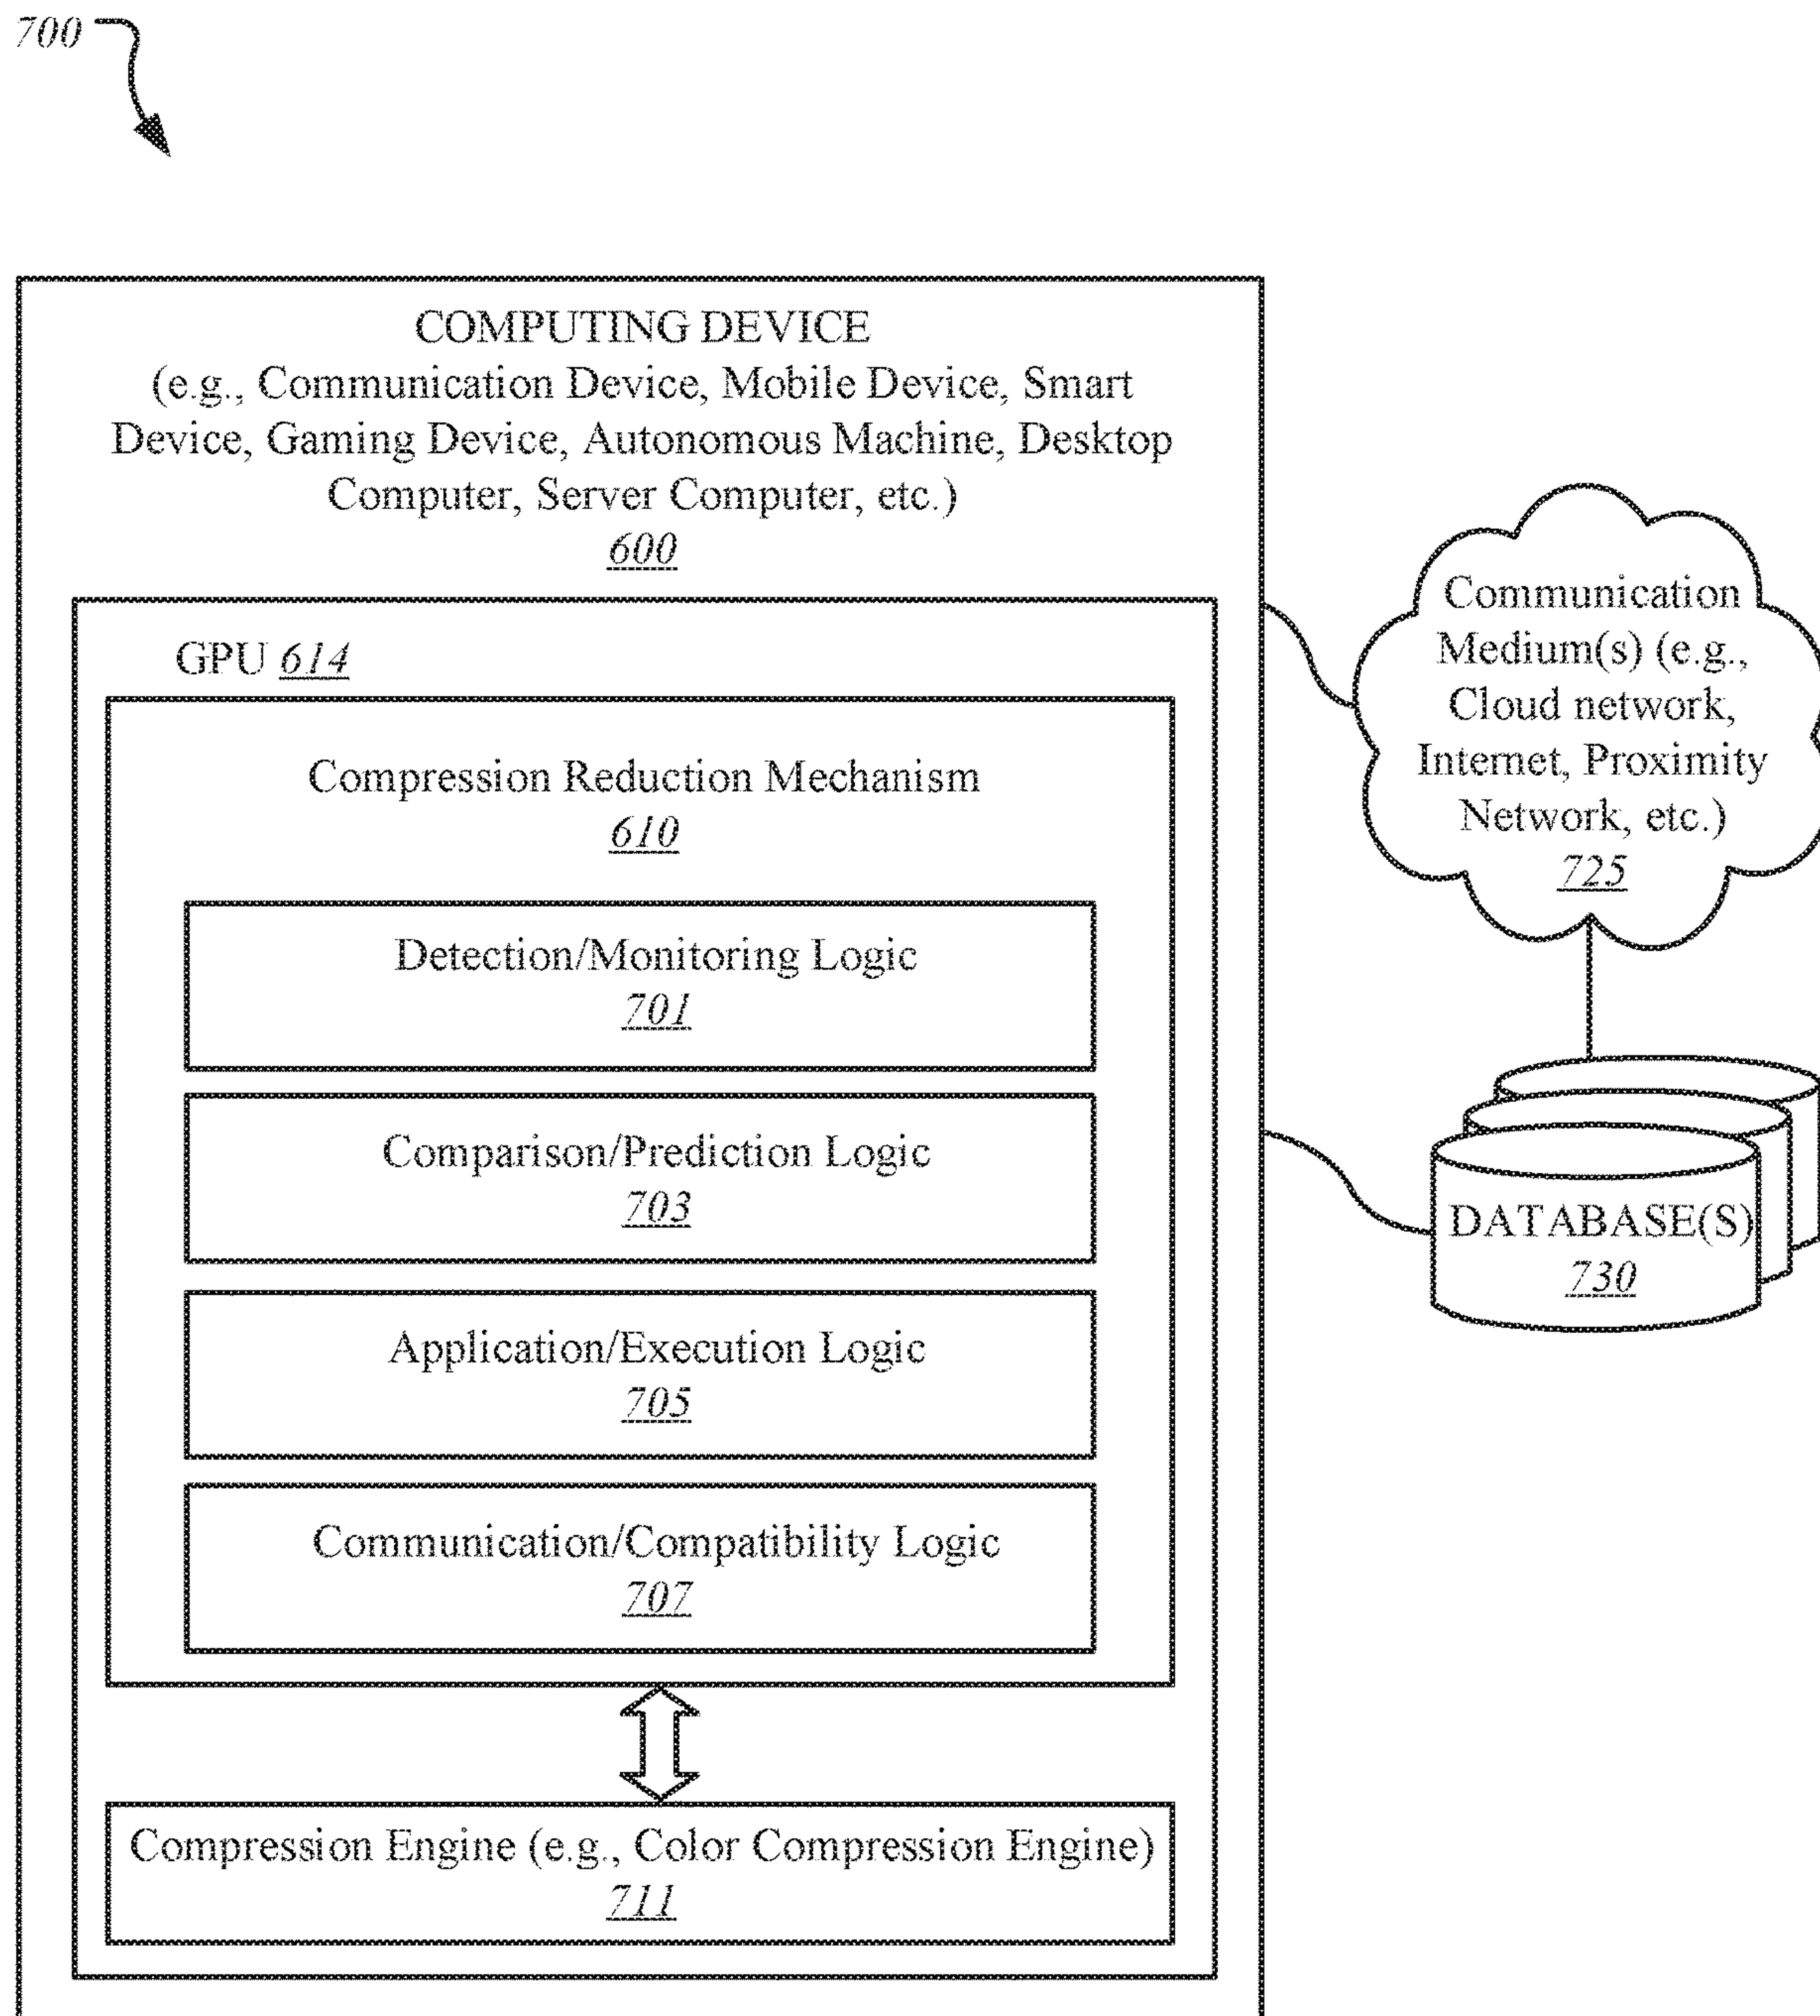 700
COMPUTING DEVICE
(e.g., Communication Device, Mobile Device, Smart
Device, Gaming Device, Autonomous Machine, Desktop
Computer, Server Computer, etc.)
600
GPU 614
Compression Reduction Mechanism
610
Detection/Monitoring Logic
701
Comparison/Prediction Logic
703
Application/Execution Logic
705
Communication/Compatibility Logic
707
Compression Engine (e.g., Color Compression Engine)
711
Communication
Medium(s) (e.g.,
Cloud network,
Internet, Proximity
Network, etc.)
725
DATABASE(S)
730